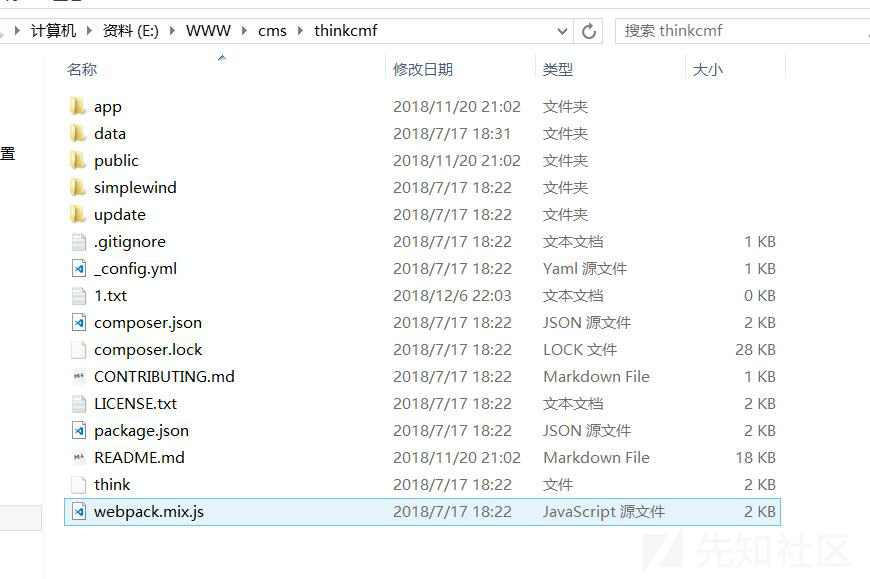 计算机 资料 (E:) WWW cms thinkcmf 搜索 thinkcmf
名称 修改日期 类型 大小
app 2018/11/20 21:02 文件夹
data 2018/7/17 18:31 文件夹
置
public 2018/11/20 21:02 文件夹
simplewind 2018/7/17 18:22 文件夹
update 2018/7/17 18:22 文件夹
.gitignore 2018/7/17 18:22 文本文档 1 KB
_config.yml 2018/7/17 18:22 Yaml 源文件 1 KB
1.txt 2018/12/6 22:03 文本文档 0 KB
composer.json 2018/7/17 18:22 JSON 源文件 2 KB
composer.lock 2018/7/17 18:22 LOCK 文件 28 KB
CONTRIBUTING.md 2018/7/17 18:22 Markdown File 1 KB
LICENSE.txt 2018/7/17 18:22 文本文档 2 KB
package.json 2018/7/17 18:22 JSON 源文件 2 KB
README.md 2018/11/20 21:02 Markdown File 18 KB
think 2018/7/17 18:22 文件 2 KB
webpack.mix.js 2018/7/17 18:22 JavaScript 源文件 2 KB
先知社区